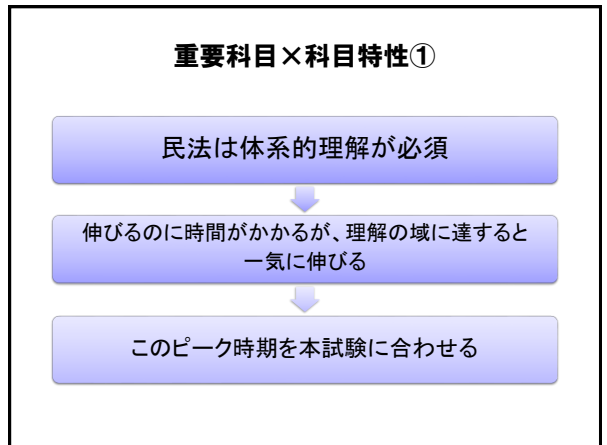 重要科目×科目特性①
民法は体系的理解が必須
伸びるのに時間がかかるが、理解の域に達すると
一気に伸びる
このピーク時期を本試験に合わせる